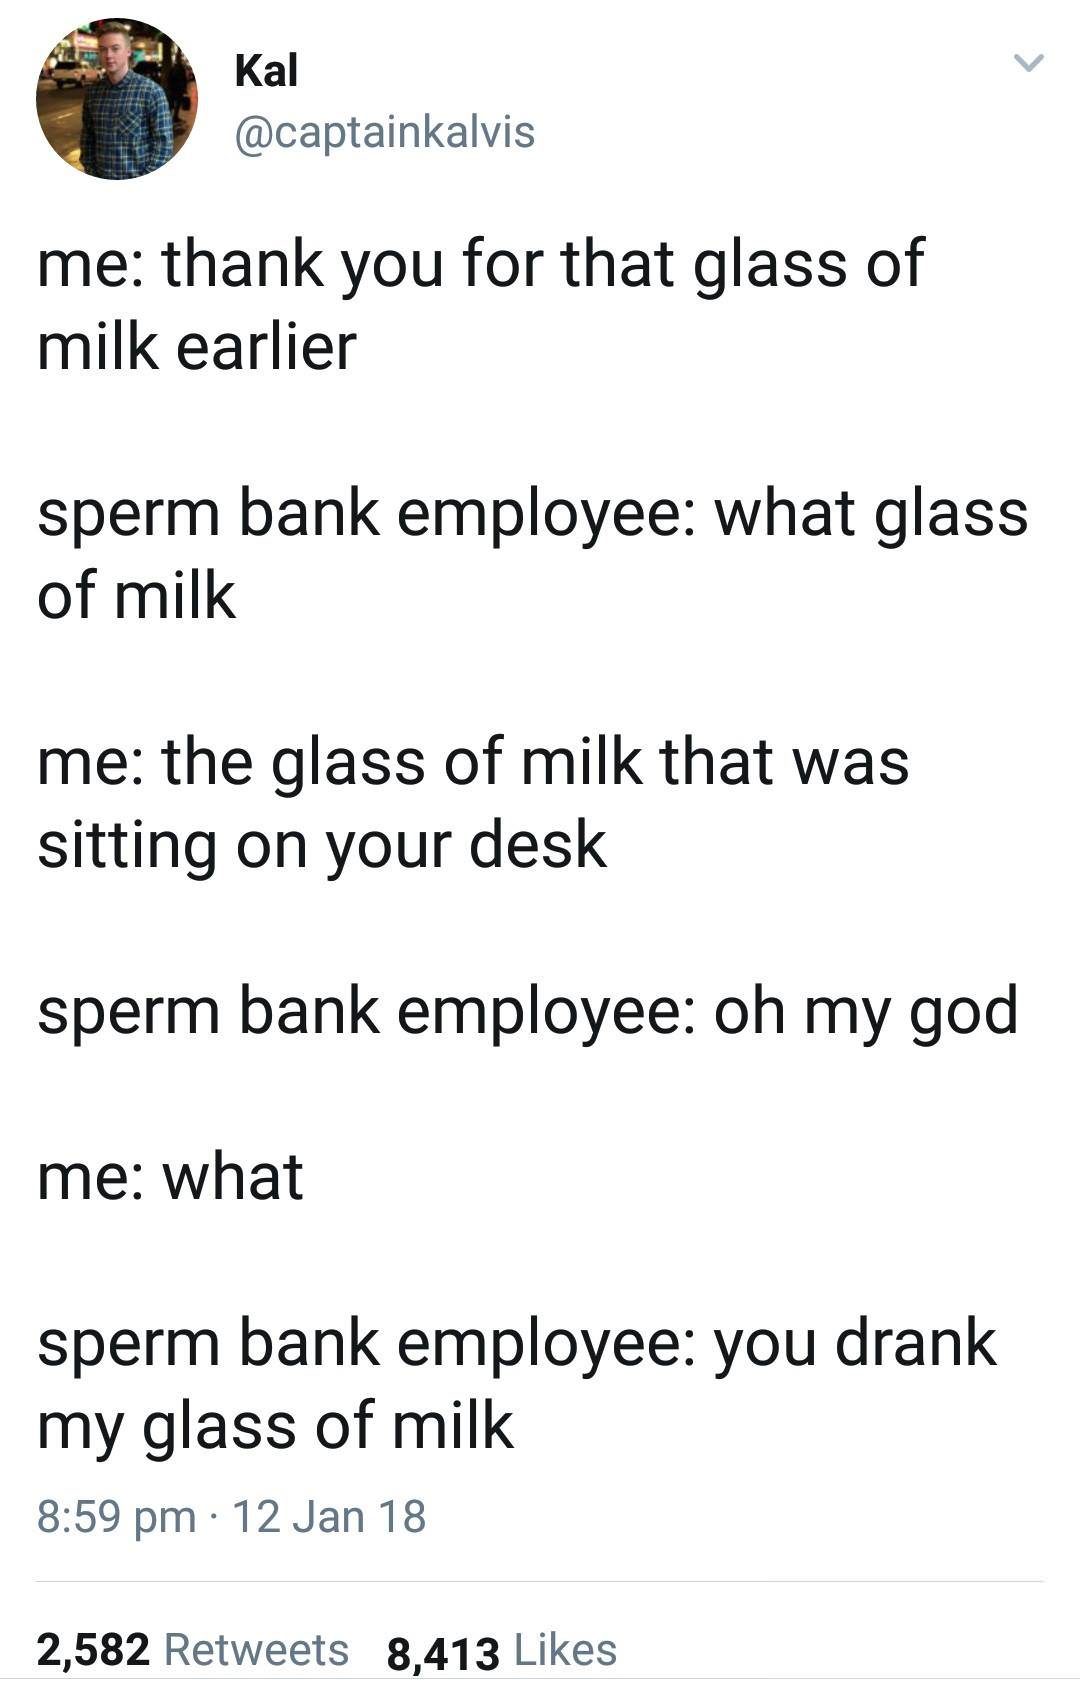 Kal
@captainkalvis
me: thank you for that glass of
milk earlier
sperm bank employee: what glass
of milk
me: the glass of milk that was
sitting on your desk
sperm bank employee: oh my god
me: what
sperm bank employee: you drank
my glass of milk
8:59 pm · 12 Jan 18
2,582 Retweets 8,413 Likes